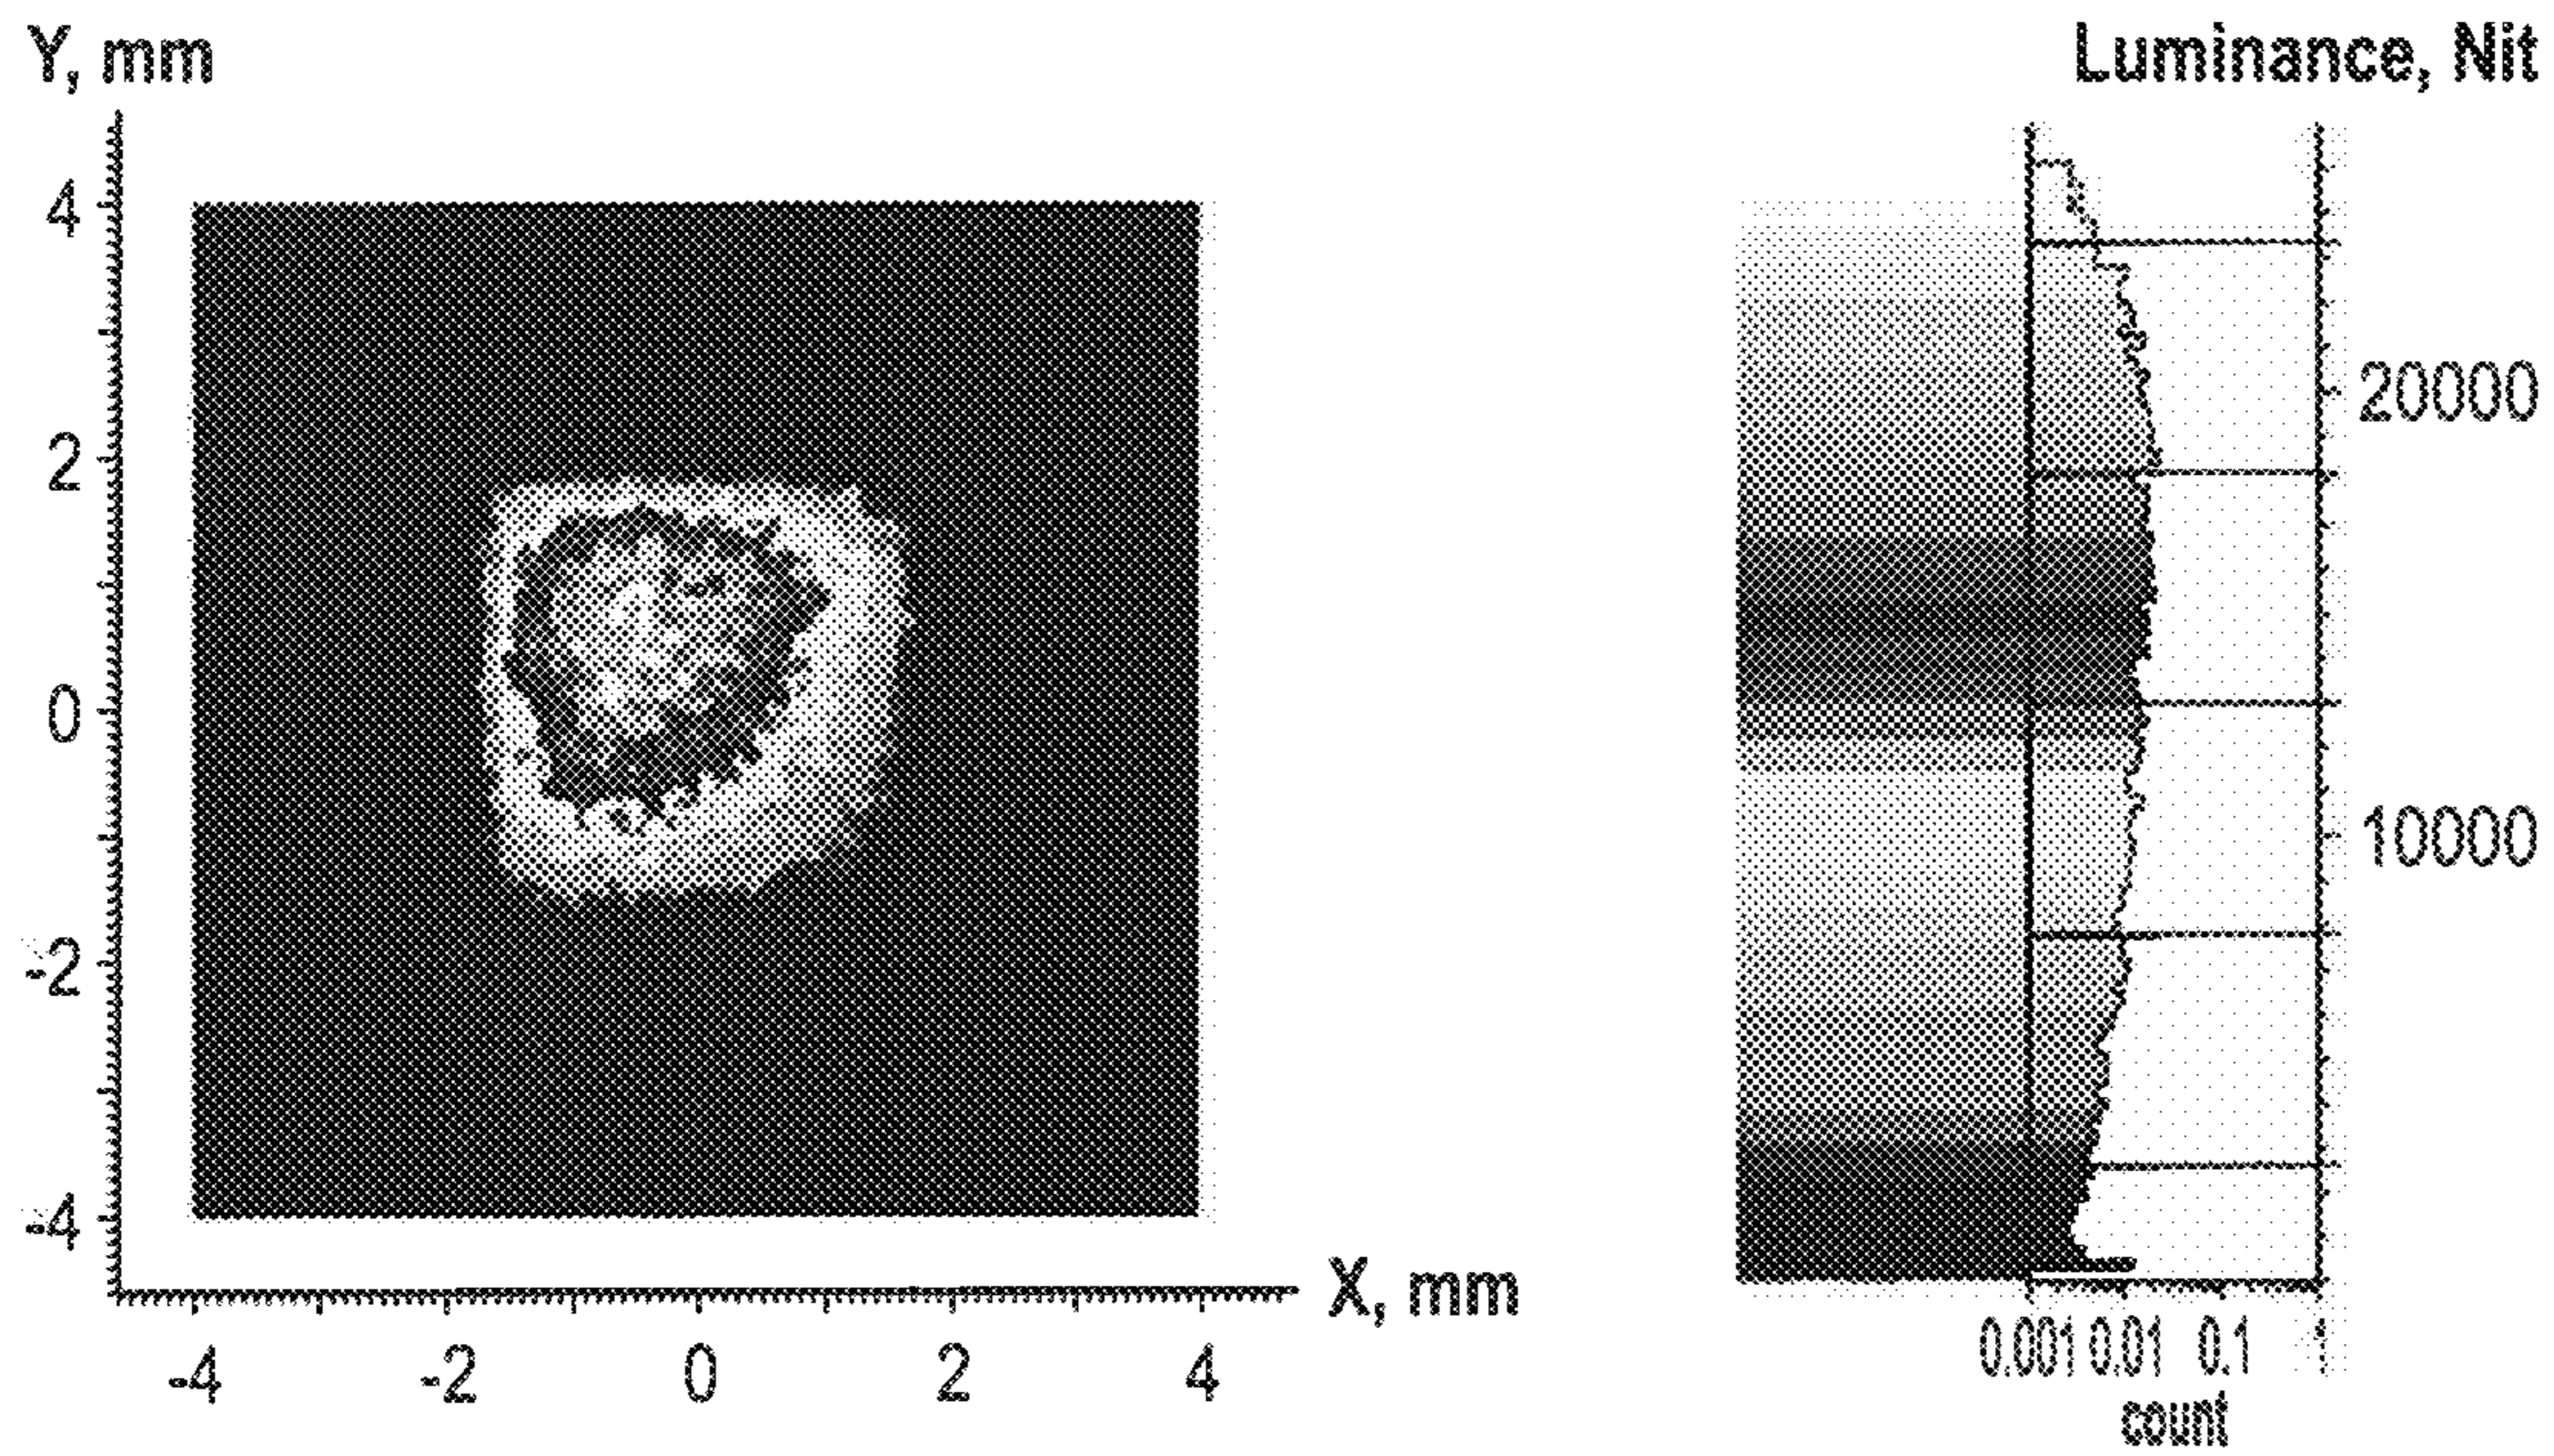 Y, mm
4
2
0
-2
-4
-4 -2 0 2 4
X, mm
Luminance, Nit
20000
10000
0.001 0.01 0.1 1
count